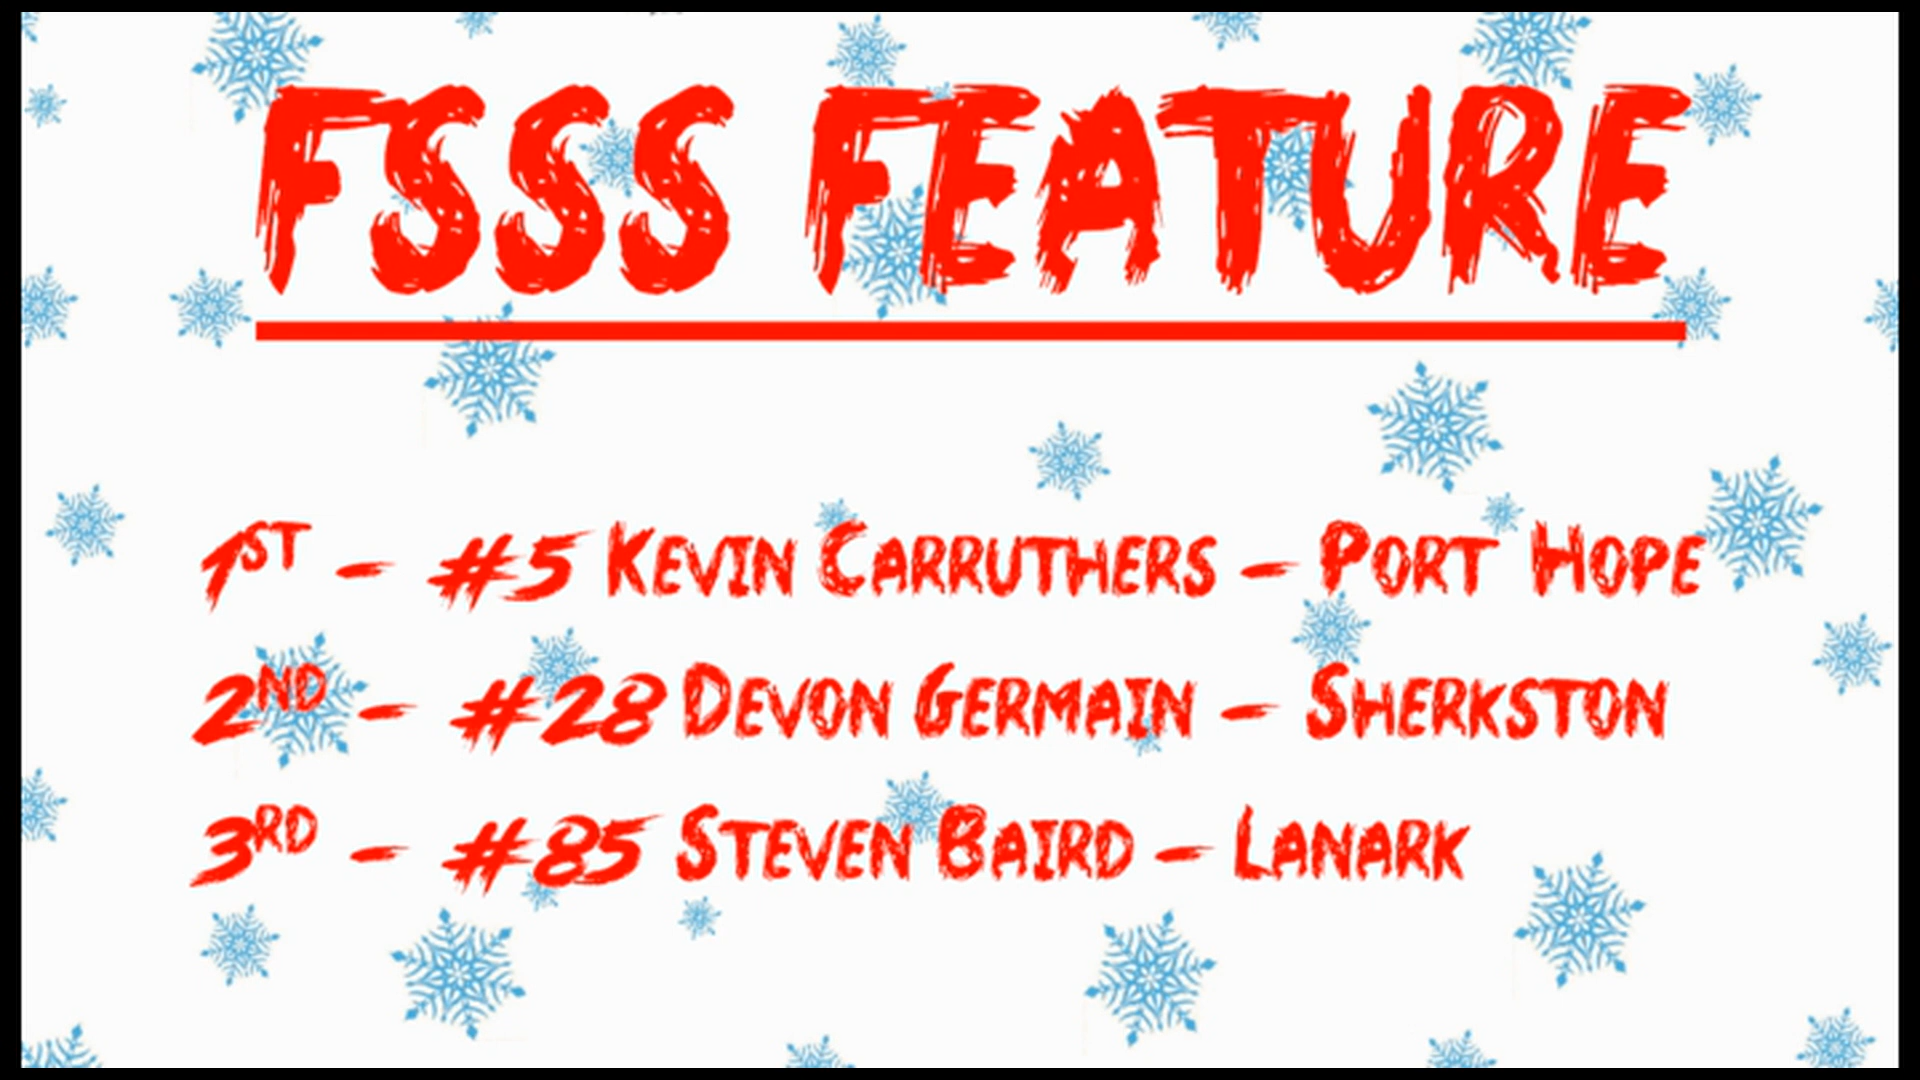 FSSS FEATURE
1ST – #5 KEVIN CARRUTHERS – PORT HOPE
2ND – #28 DEVON GERMAIN – SHERKSTON
3RD – #85 STEVEN BAIRD – LANARK